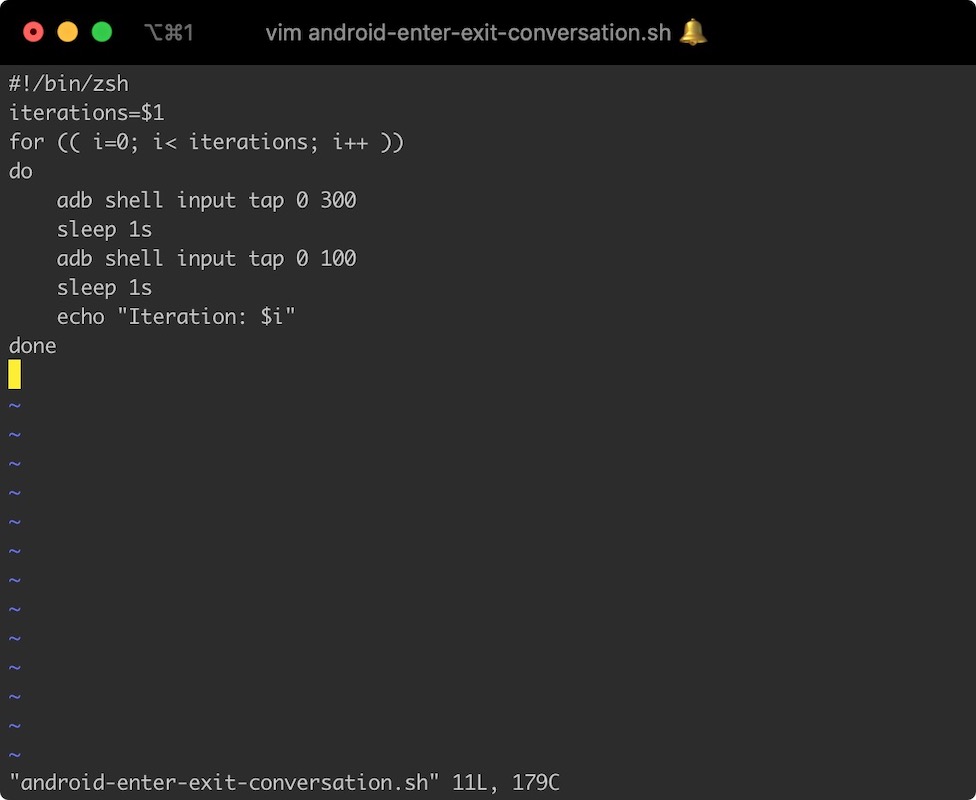 ⌥⌘1 vim android-enter-exit-conversation.sh 🔔
#!/bin/zsh
iterations=$1
for (( i=0; i< iterations; i++ ))
do
    adb shell input tap 0 300
    sleep 1s
    adb shell input tap 0 100
    sleep 1s
    echo "Iteration: $i"
done
~
~
~
~
~
~
~
~
~
~
~
~
~
"android-enter-exit-conversation.sh" 11L, 179C